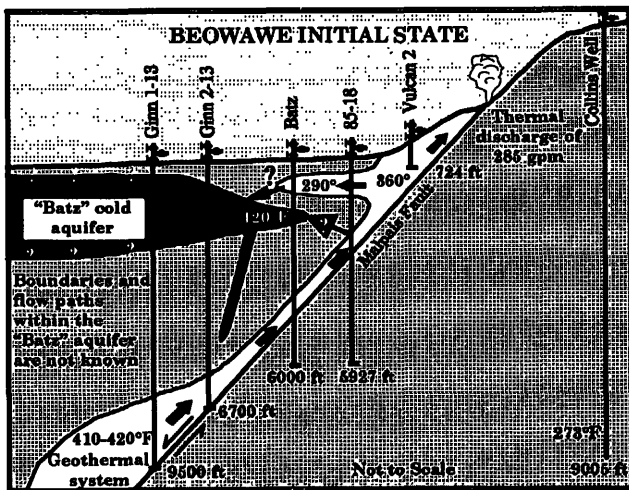 BEOWAWE INITIAL STATE
Ginn 1-13
Ginn 2-13
Batz
85-18
Vulcan 2
Collins Well
Thermal
discharge of
285 gpm
?
290°
360°
724 ft
"Batz" cold
aquifer
120
?
Malpais Fault
Boundaries and
flow paths
within the
"Batz" aquifer
are not known
6000 ft
5927 ft
6700 ft
410-420°F
Geothermal
system
9500 ft
Not to Scale
273°F
9005 ft